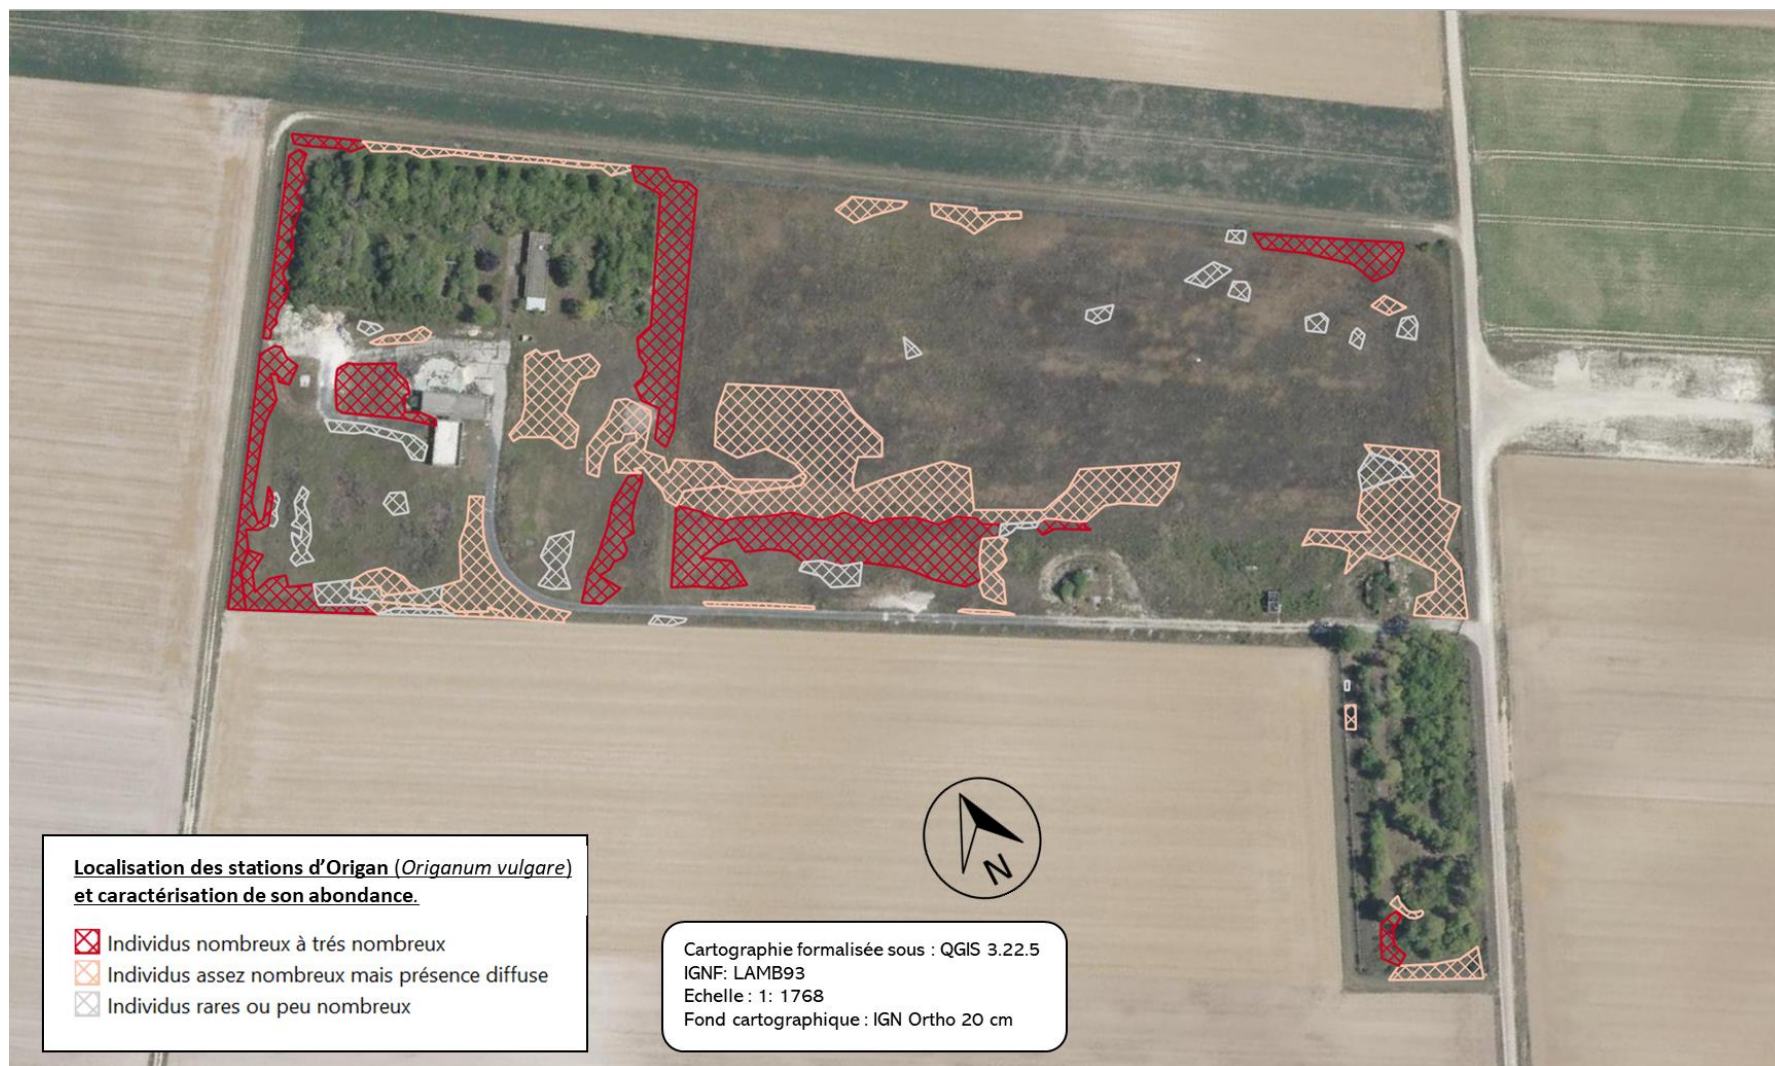 Localisation des stations d’Origan (Origanum vulgare)
et caractérisation de son abondance.
Individus nombreux à trés nombreux
Individus assez nombreux mais présence diffuse
Individus rares ou peu nombreux
N
Cartographie formalisée sous : QGIS 3.22.5
IGNF: LAMB93
Echelle : 1: 1768
Fond cartographique : IGN Ortho 20 cm